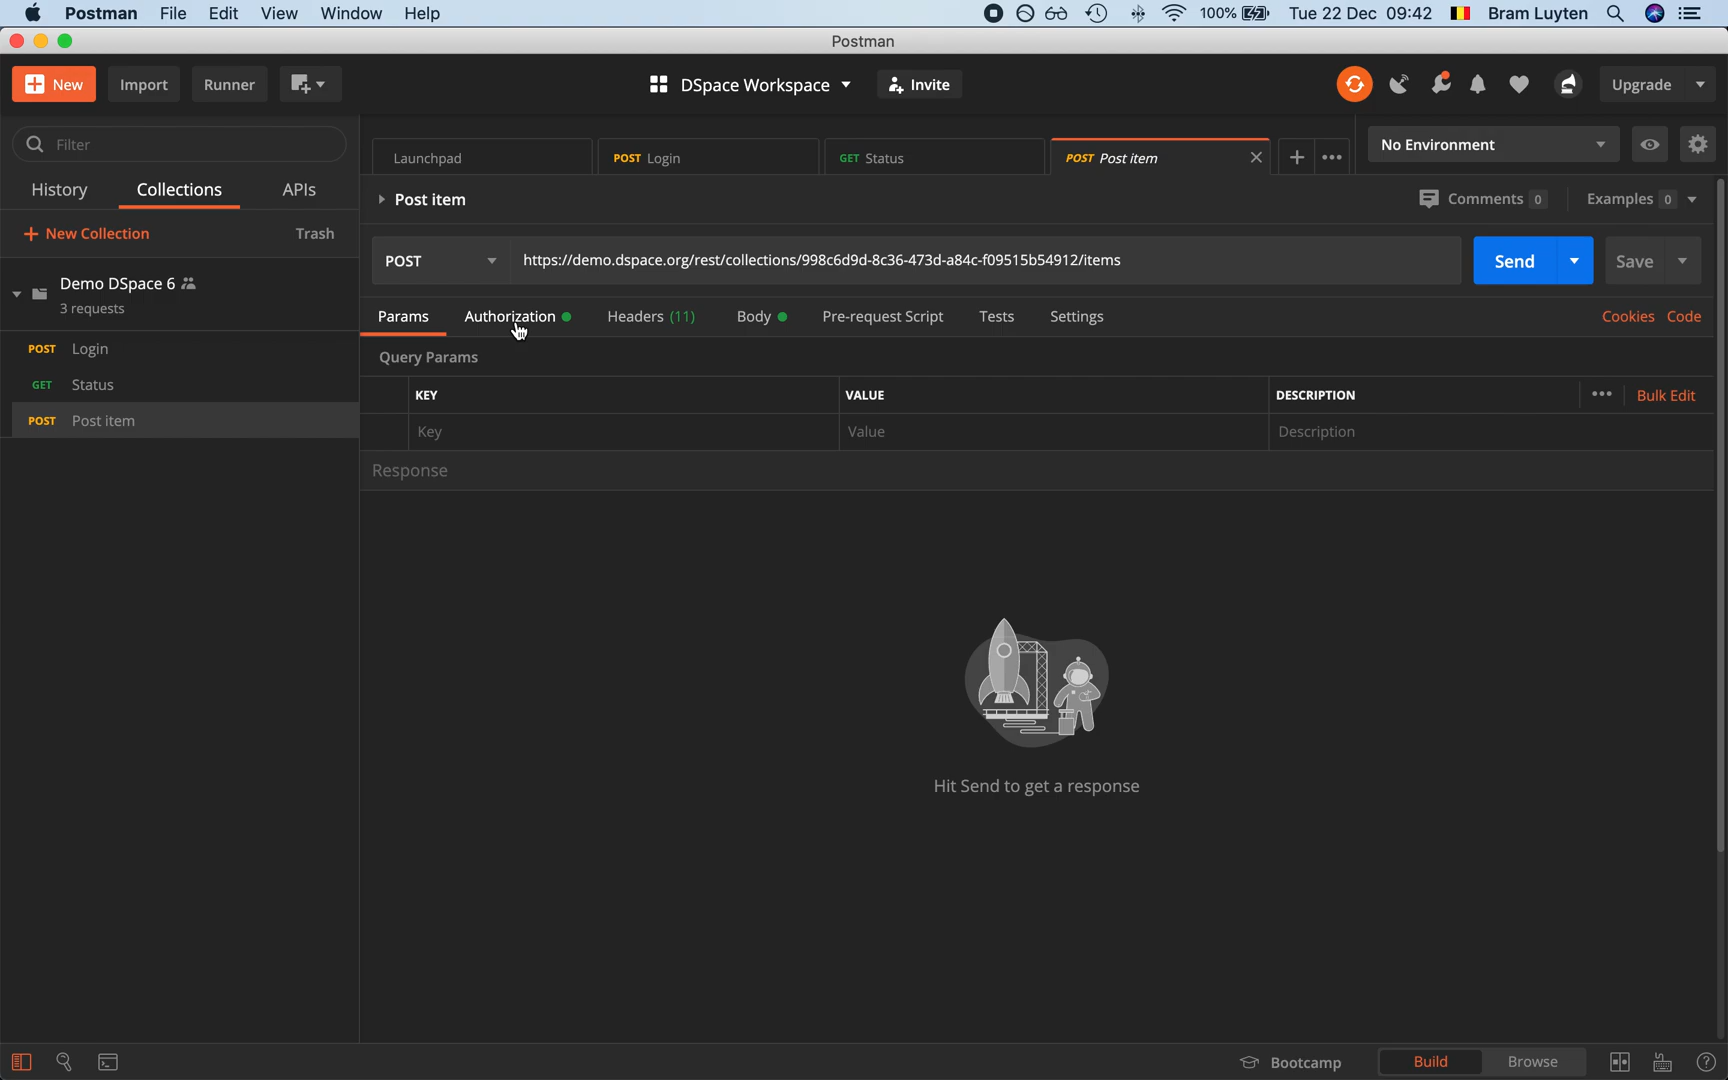 Postman File Edit View Window Help 100% Tue 22 Dec 09:42 Bram Luyten
Postman
New Import Runner DSpace Workspace Invite Upgrade
Filter
Launchpad POST Login GET Status POST Post item No Environment
History Collections APIs
Post item Comments 0 Examples 0
New Collection Trash
POST https://demo.dspace.org/rest/collections/998c6d9d-8c36-473d-a84c-f09515b54912/items Send Save
Demo DSpace 6
3 requests
Params Authorization Headers (11) Body Pre-request Script Tests Settings Cookies Code
POST Login
Query Params
GET Status
KEY VALUE DESCRIPTION Bulk Edit
POST Post item
Key Value Description
Response
Hit Send to get a response
Bootcamp Build Browse